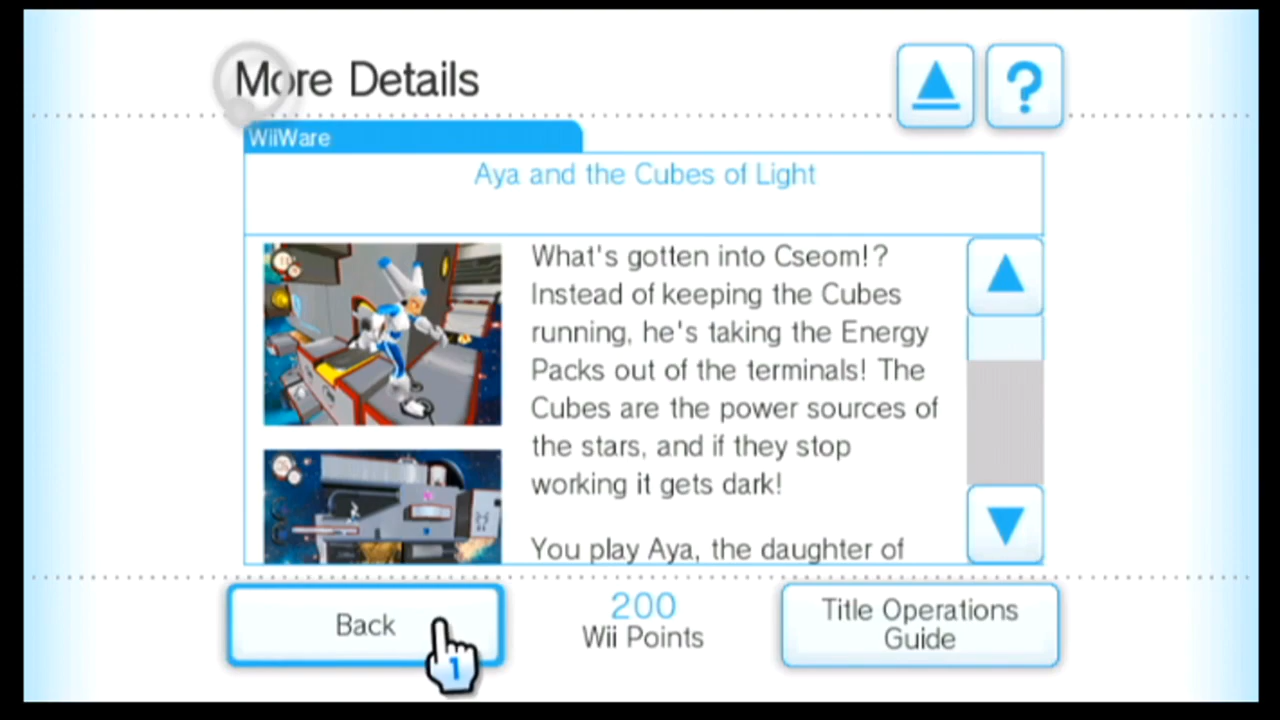 More Details
?
WiiWare
Aya and the Cubes of Light
What's gotten into Cseom!?
Instead of keeping the Cubes
running, he's taking the Energy
Packs out of the terminals! The
Cubes are the power sources of
the stars, and if they stop
working it gets dark!
You play Aya, the daughter of
Back
1
200
Wii Points
Title Operations
Guide